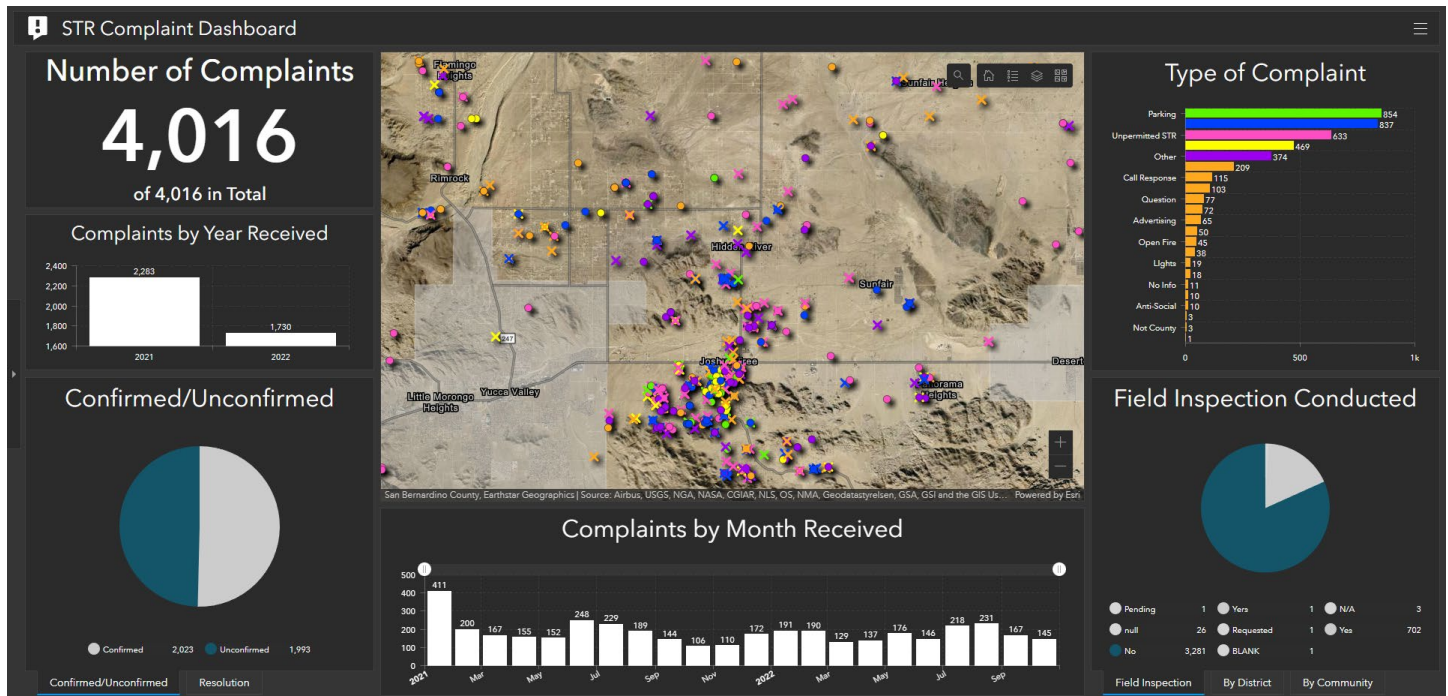 STR Complaint Dashboard
Number of Complaints
4,016
of 4,016 in Total
Complaints by Year Received
2,400
2,200
2,000
1,800
1,600
2,283
1,730
2021
2022
Confirmed/Unconfirmed
Confirmed 2,023 Unconfirmed 1,993
Confirmed/Unconfirmed Resolution
Flamingo
Heights
Rimrock
Sunfair
247
Yucca Valley
Little Morongo
Heights
Desert
Heights
San Bernardino County, Earthstar Geographics | Source: Airbus, USGS, NGA, NASA, CGIAR, NLS, OS, NMA, Geodatastyrelsen, GSA, GSI and the GIS Us... Powered by Esri
Complaints by Month Received
500
400
300
200
100
0
411 200 167 155 152 248 229 189 144 106 110 172 191 190 129 137 176 146 218 231 167 145
2021 Mar May Jul Sep Nov 2022 Mar May Jul Sep
Type of Complaint
Parking 854
837
Unpermitted STR 633
469
Other 374
209
Call Response 115
103
Question 77
72
Advertising 65
50
Open Fire 45
38
Lights 19
18
No Info 11
10
Anti-Social 10
3
Not County 3
1
0 500 1k
Field Inspection Conducted
Pending 1 Yers 1 N/A 3
null 26 Requested 1 Yes 702
No 3,281 BLANK 1
Field Inspection By District By Community